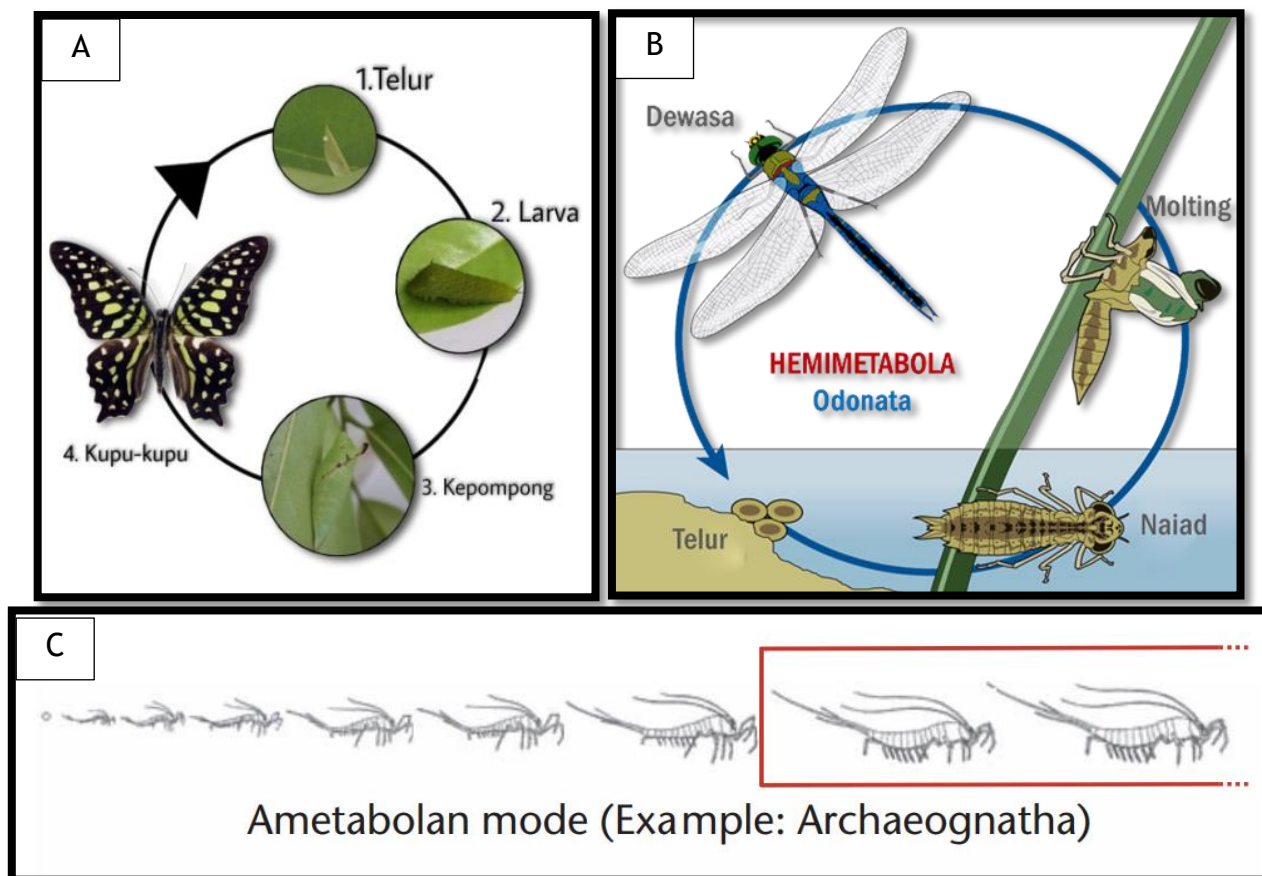 A
1.Telur
2. Larva
3. Kepompong
4. Kupu-kupu
B
Dewasa
Molting
HEMIMETABOLA
Odonata
Telur
Naiad
C
Ametabolan mode (Example: Archaeognatha)